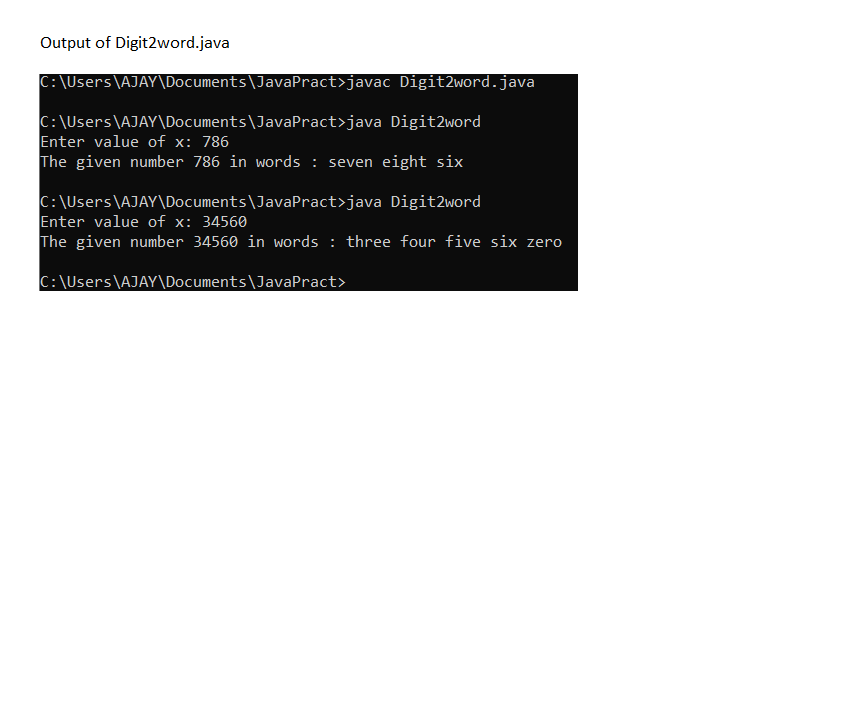 Output of Digit2word.java
C:\Users\AJAY\Documents\JavaPract>javac Digit2word.java
C:\Users\AJAY\Documents\JavaPract>java Digit2word
Enter value of x: 786
The given number 786 in words : seven eight six
C:\Users\AJAY\Documents\JavaPract>java Digit2word
Enter value of x: 34560
The given number 34560 in words : three four five six zero
C:\Users\AJAY\Documents\JavaPract>